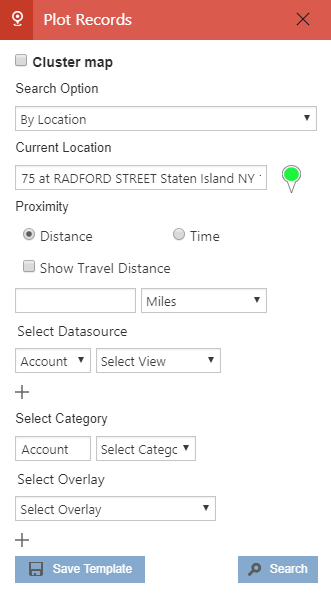 Plot Records
Cluster map
Search Option
By Location
Current Location
75 at RADFORD STREET Staten Island NY
Proximity
Distance Time
Show Travel Distance
Miles
Select Datasource
Account Select View
Select Category
Account Select Categc
Select Overlay
Select Overlay
Save Template Search